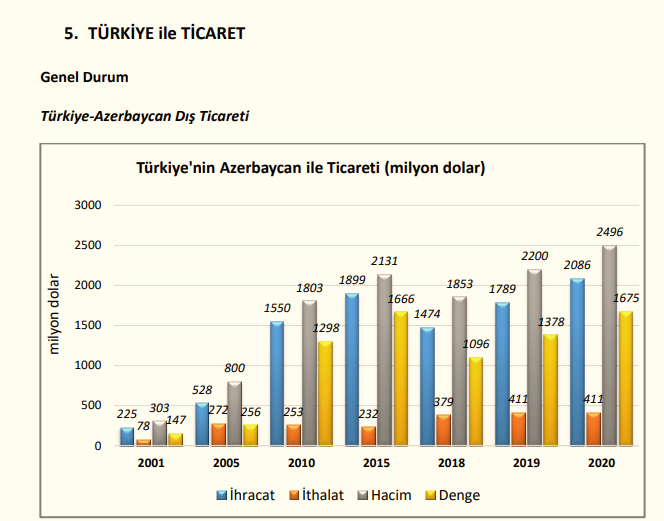 5. TÜRKİYE ile TİCARET
Genel Durum
Türkiye-Azerbaycan Dış Ticareti
Türkiye'nin Azerbaycan ile Ticareti (milyon dolar)
milyon dolar
3000
2500
2000
1500
1000
500
0
225 78 303 147
528 272 800 256
1550 253 1803 1298
1899 232 2131 1666
1474 379 1853 1096
1789 411 2200 1378
2086 411 2496 1675
2001 2005 2010 2015 2018 2019 2020
İhracat İthalat Hacim Denge